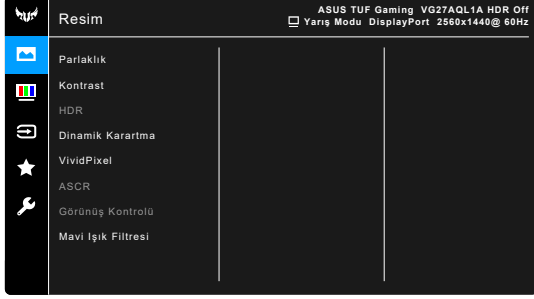 Resim
ASUS TUF Gaming VG27AQL1A HDR Off
Yarış Modu DisplayPort 2560x1440@ 60Hz
Parlaklık
Kontrast
HDR
Dinamik Karartma
VividPixel
ASCR
Görünüş Kontrolü
Mavi Işık Filtresi